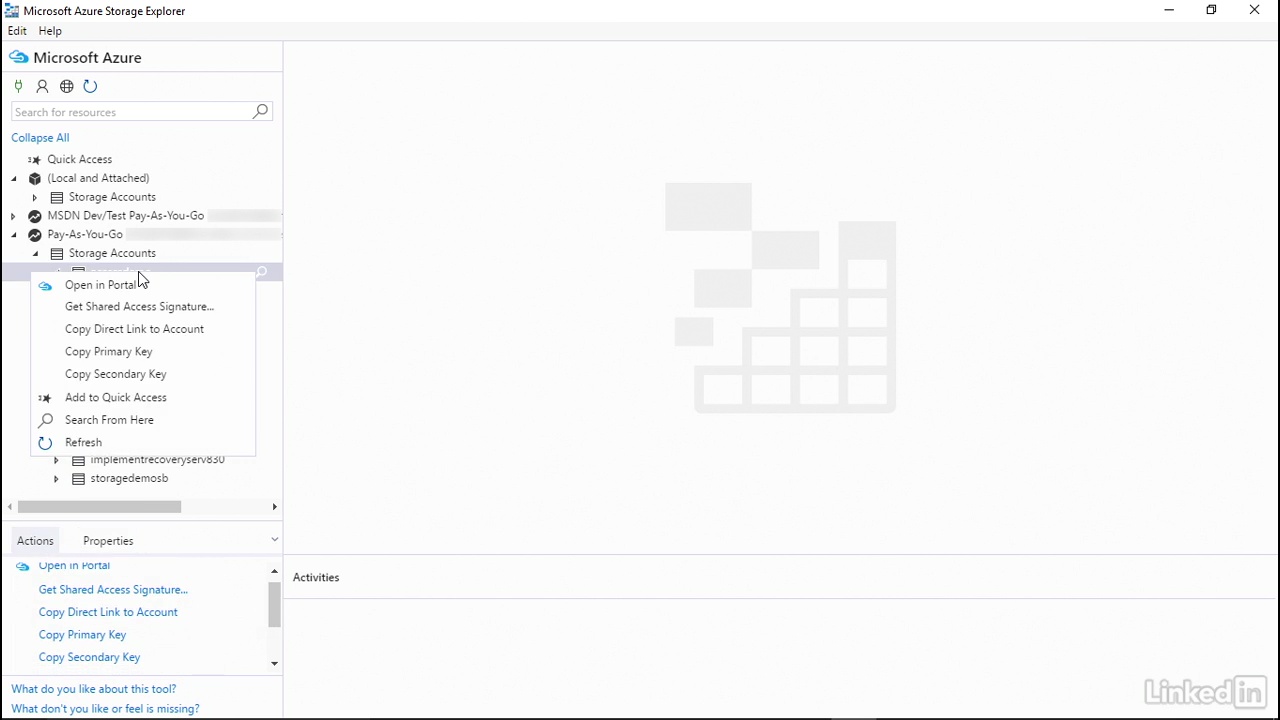 Microsoft Azure Storage Explorer
Edit Help
Microsoft Azure
Search for resources
Collapse All
Quick Access
(Local and Attached)
Storage Accounts
MSDN Dev/Test Pay-As-You-Go
Pay-As-You-Go
Storage Accounts
Open in Portal
Get Shared Access Signature...
Copy Direct Link to Account
Copy Primary Key
Copy Secondary Key
Add to Quick Access
Search From Here
Refresh
implementrecoveryserv830
storagedemosb
Actions Properties
Open in Portal
Get Shared Access Signature...
Copy Direct Link to Account
Copy Primary Key
Copy Secondary Key
What do you like about this tool?
What don't you like or feel is missing?
Activities
Linked in